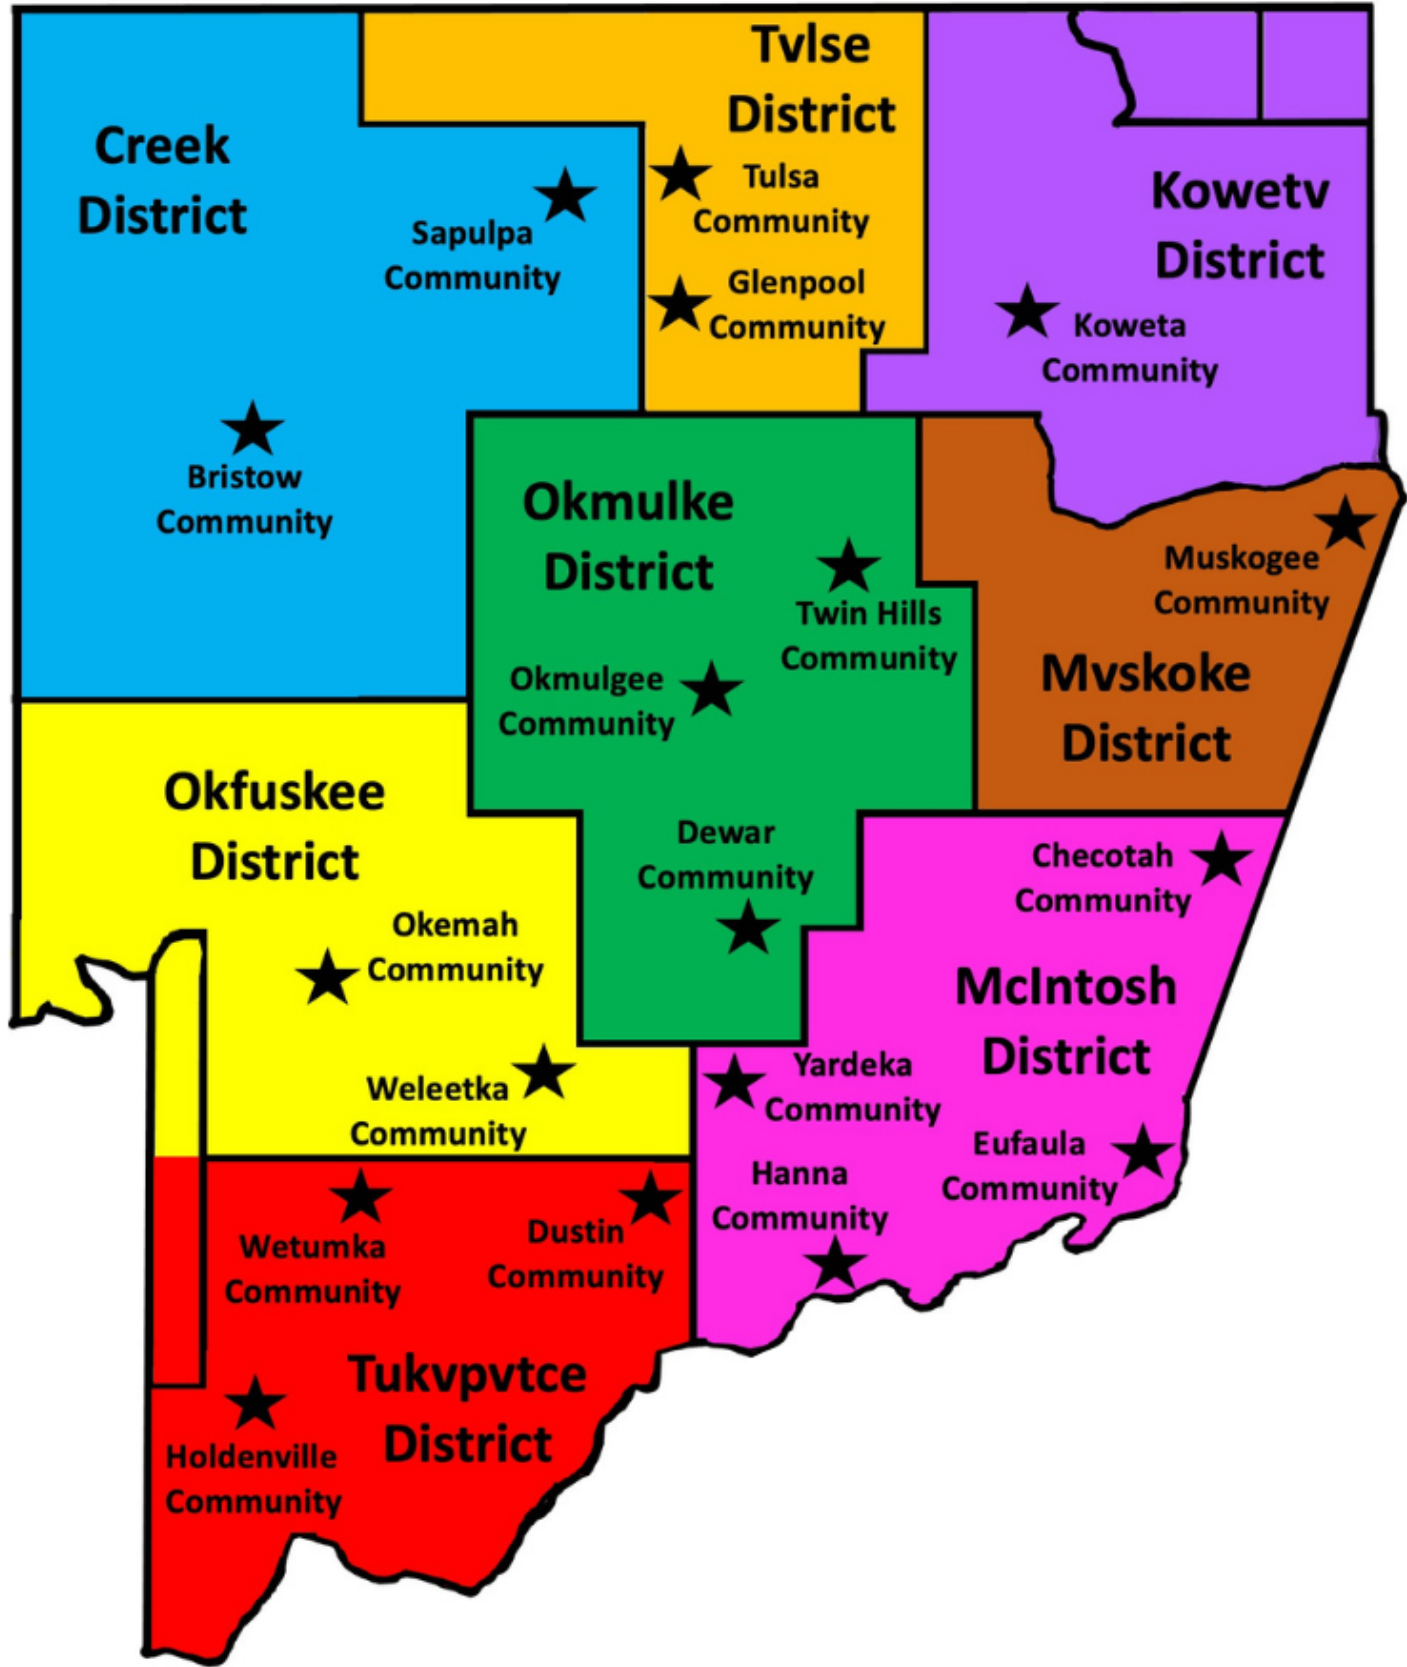 Tvlse
District
Creek
District
Tulsa
Community
Kowetv
District
Sapulpa
Community
Glenpool
Community
Koweta
Community
Bristow
Community
Okmulke
District
Muskogee
Community
Twin Hills
Community
Okmulgee
Community
Mvskoke
District
Okfuskee
District
Dewar
Community
Checotah
Community
Okemah
Community
McIntosh
District
Weleetka
Community
Yardeka
Community
Eufaula
Community
Hanna
Community
Wetumka
Community
Dustin
Community
Tukvpvtce
District
Holdenville
Community